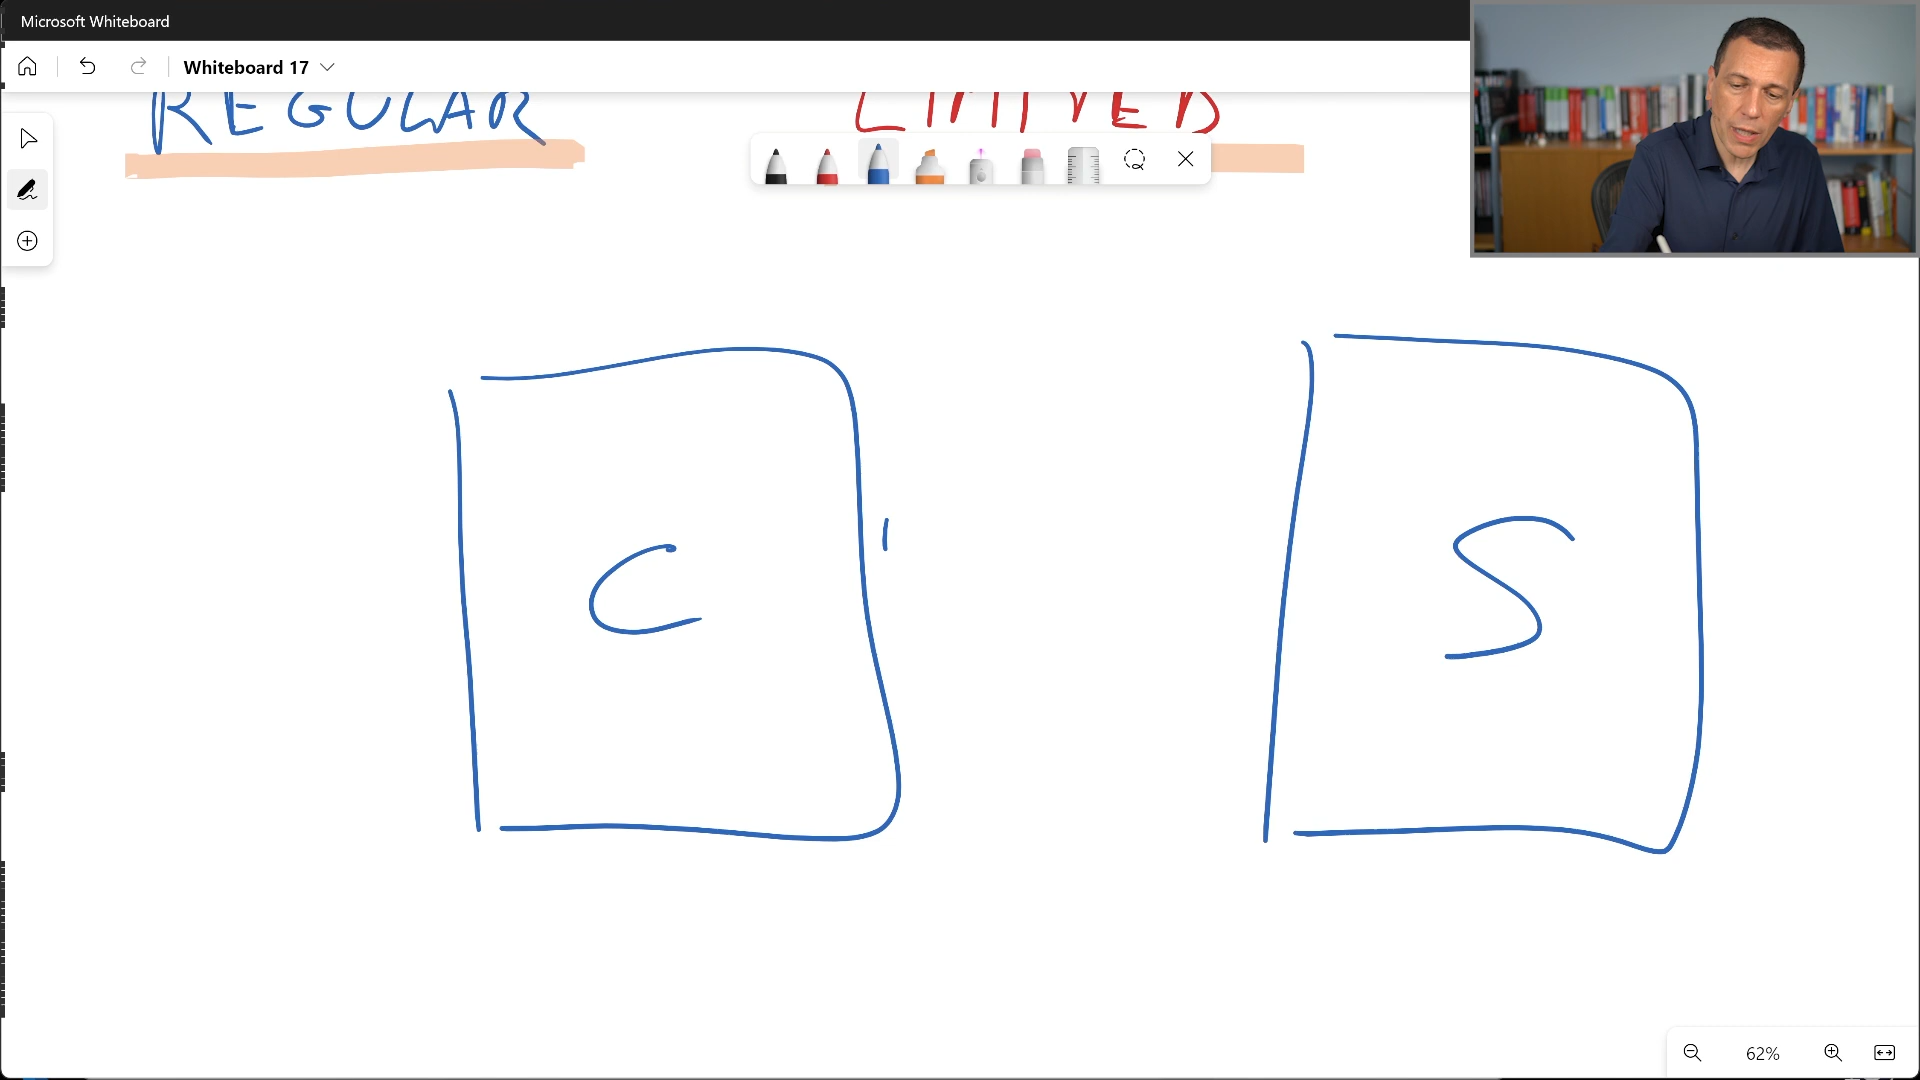 Microsoft Whiteboard
Whiteboard 17
REGULAR LIMITED
C S
62%